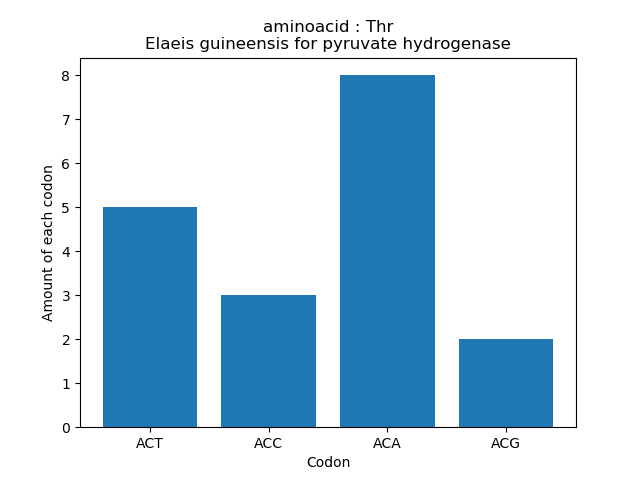 aminoacid : Thr
Elaeis guineensis for pyruvate hydrogenase
Amount of each codon
8
7
6
5
4
3
2
1
0
ACT ACC ACA ACG
Codon